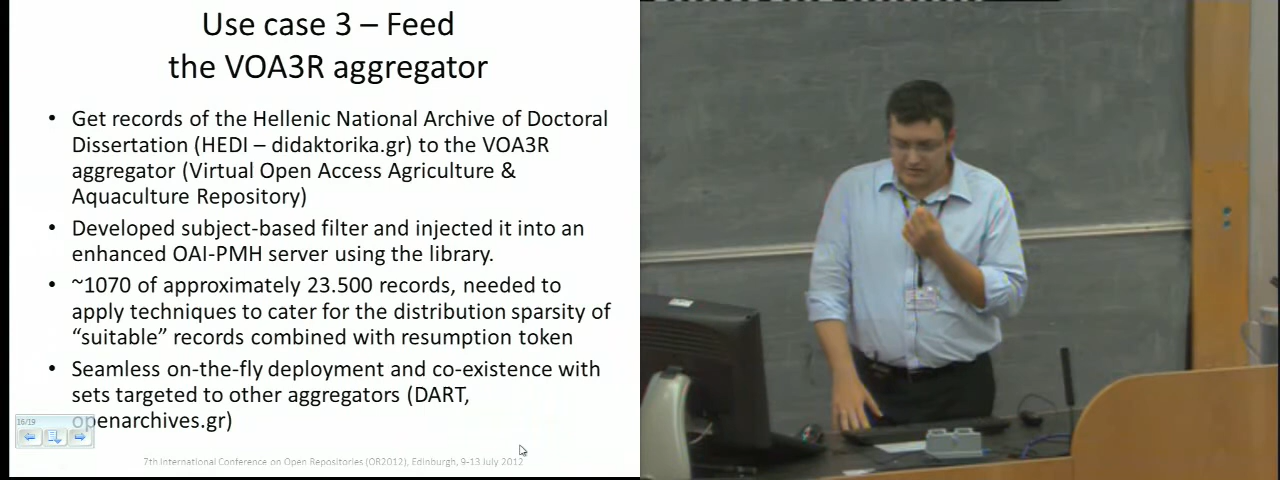 Use case 3 – Feed
the VOA3R aggregator
• Get records of the Hellenic National Archive of Doctoral
Dissertation (HEDI – didaktorika.gr) to the VOA3R
aggregator (Virtual Open Access Agriculture &
Aquaculture Repository)
• Developed subject-based filter and injected it into an
enhanced OAI-PMH server using the library.
• ~1070 of approximately 23.500 records, needed to
apply techniques to cater for the distribution sparsity of
“suitable” records combined with resumption token
• Seamless on-the-fly deployment and co-existence with
sets targeted to other aggregators (DART,
openarchives.gr)
16/19
7th International Conference on Open Repositories (OR2012), Edinburgh, 9-13 July 2012